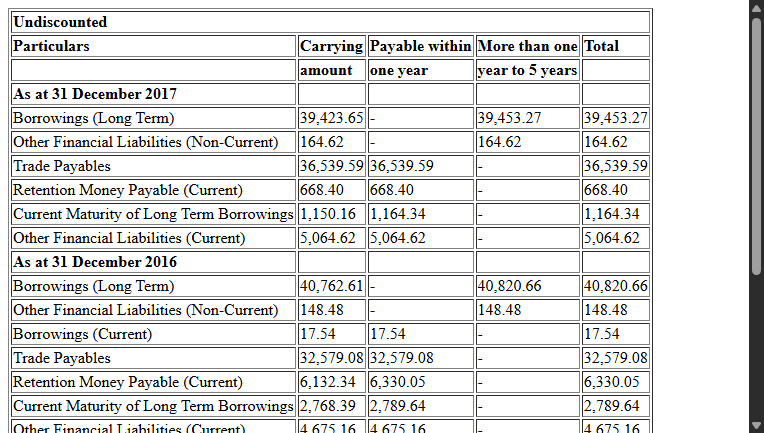 Undiscounted
Particulars Carrying Payable within More than one Total
amount one year year to 5 years
As at 31 December 2017
Borrowings (Long Term) 39,423.65 - 39,453.27 39,453.27
Other Financial Liabilities (Non-Current) 164.62 - 164.62 164.62
Trade Payables 36,539.59 36,539.59 - 36,539.59
Retention Money Payable (Current) 668.40 668.40 - 668.40
Current Maturity of Long Term Borrowings 1,150.16 1,164.34 - 1,164.34
Other Financial Liabilities (Current) 5,064.62 5,064.62 - 5,064.62
As at 31 December 2016
Borrowings (Long Term) 40,762.61 - 40,820.66 40,820.66
Other Financial Liabilities (Non-Current) 148.48 - 148.48 148.48
Borrowings (Current) 17.54 17.54 - 17.54
Trade Payables 32,579.08 32,579.08 - 32,579.08
Retention Money Payable (Current) 6,132.34 6,330.05 - 6,330.05
Current Maturity of Long Term Borrowings 2,768.39 2,789.64 - 2,789.64
Other Financial Liabilities (Current) 4,675.16 4,675.16 - 4,675.16